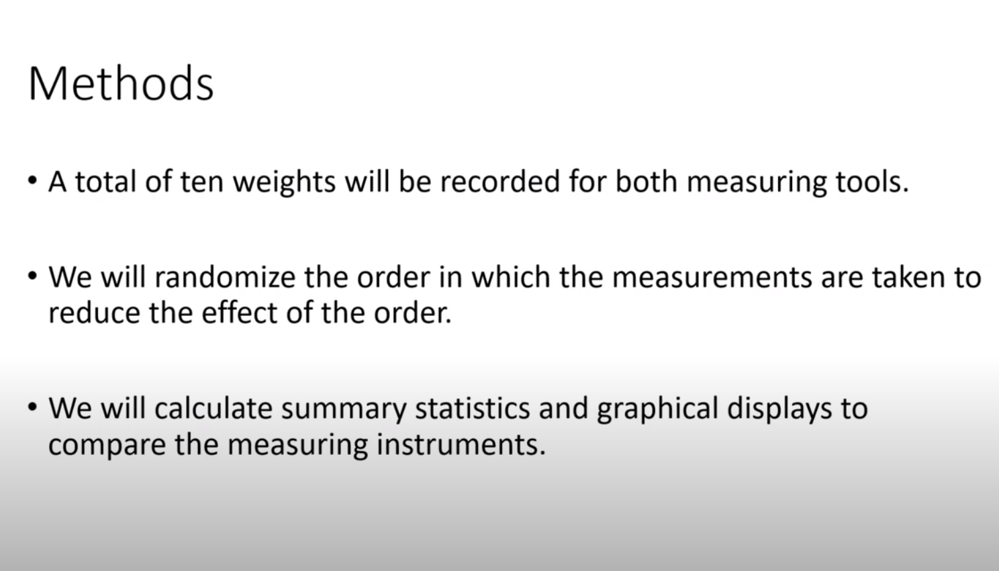 Methods
• A total of ten weights will be recorded for both measuring tools.
• We will randomize the order in which the measurements are taken to
reduce the effect of the order.
• We will calculate summary statistics and graphical displays to
compare the measuring instruments.